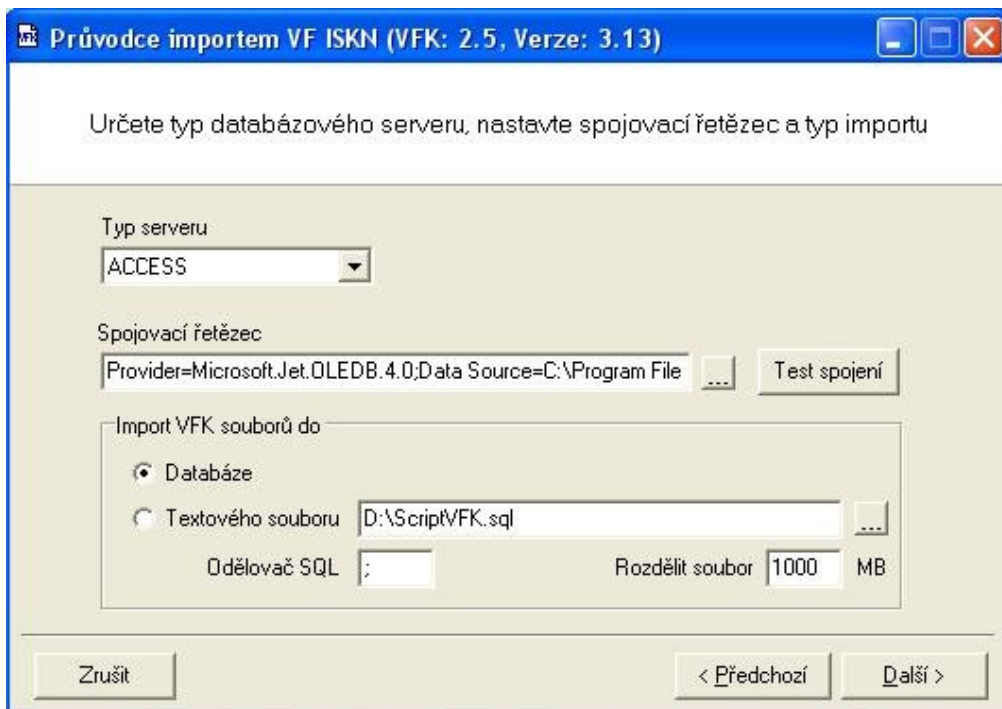 Průvodce importem VF ISKN (VFK: 2.5, Verze: 3.13)
Určete typ databázového serveru, nastavte spojovací řetězec a typ importu
Typ serveru
ACCESS
Spojovací řetězec
Provider=Microsoft.Jet.OLEDB.4.0;Data Source=C:\Program File ... Test spojení
Import VFK souborů do
Databáze
Textového souboru D:\ScriptVFK.sql ...
Odělovač SQL ; Rozdělit soubor 1000 MB
Zrušit < Předchozí Další >